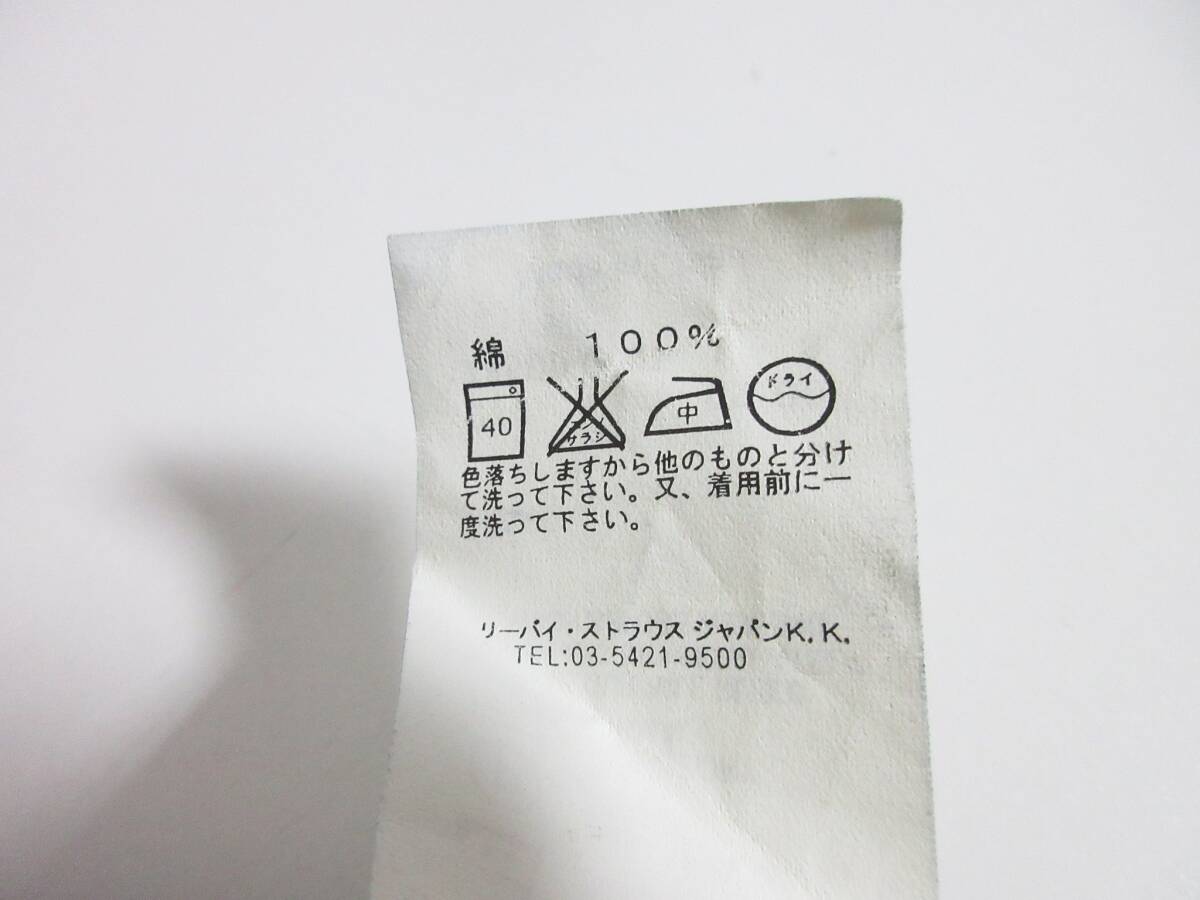 綿 100%
40 サラシ 中 ドライ
色落ちしますから他のものと分け
て洗って下さい。又、着用前に一
度洗って下さい。
リーバイ・ストラウス ジャパンK.K.
TEL:03-5421-9500